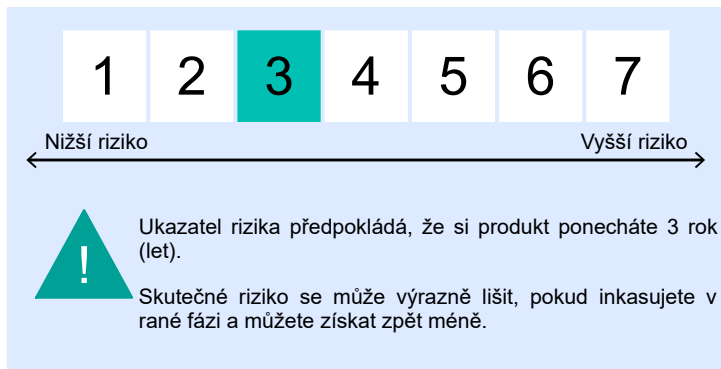 1 2 3 4 5 6 7
Nižší riziko Vyšší riziko
!
Ukazatel rizika předpokládá, že si produkt ponecháte 3 rok
(let).
Skutečné riziko se může výrazně lišit, pokud inkasujete v
rané fázi a můžete získat zpět méně.